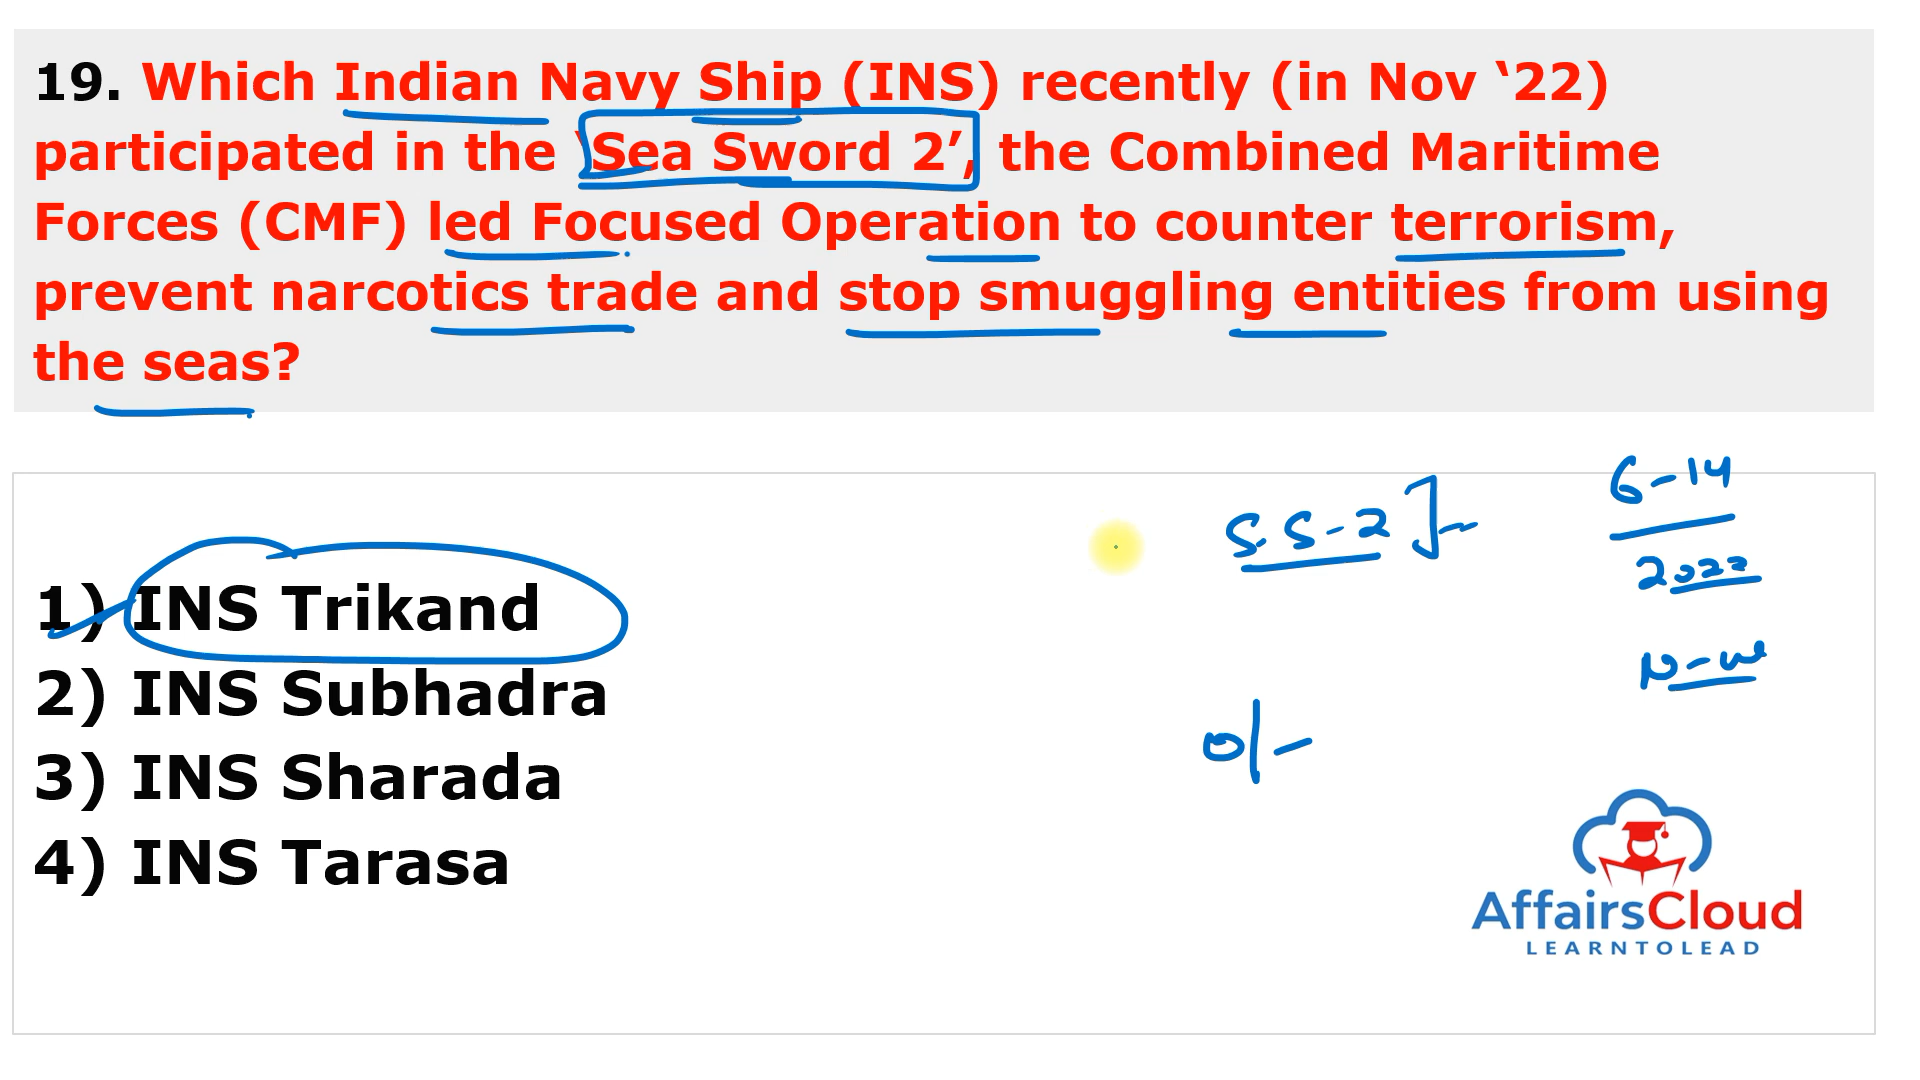 19. Which Indian Navy Ship (INS) recently (in Nov ‘22)
participated in the ‘Sea Sword 2’, the Combined Maritime
Forces (CMF) led Focused Operation to counter terrorism,
prevent narcotics trade and stop smuggling entities from using
the seas?
6-14
S.S-2]-
2022
N-W
1) INS Trikand
2) INS Subhadra
3) INS Sharada
4) INS Tarasa
AffairsCloud
LEARNTOLEAD